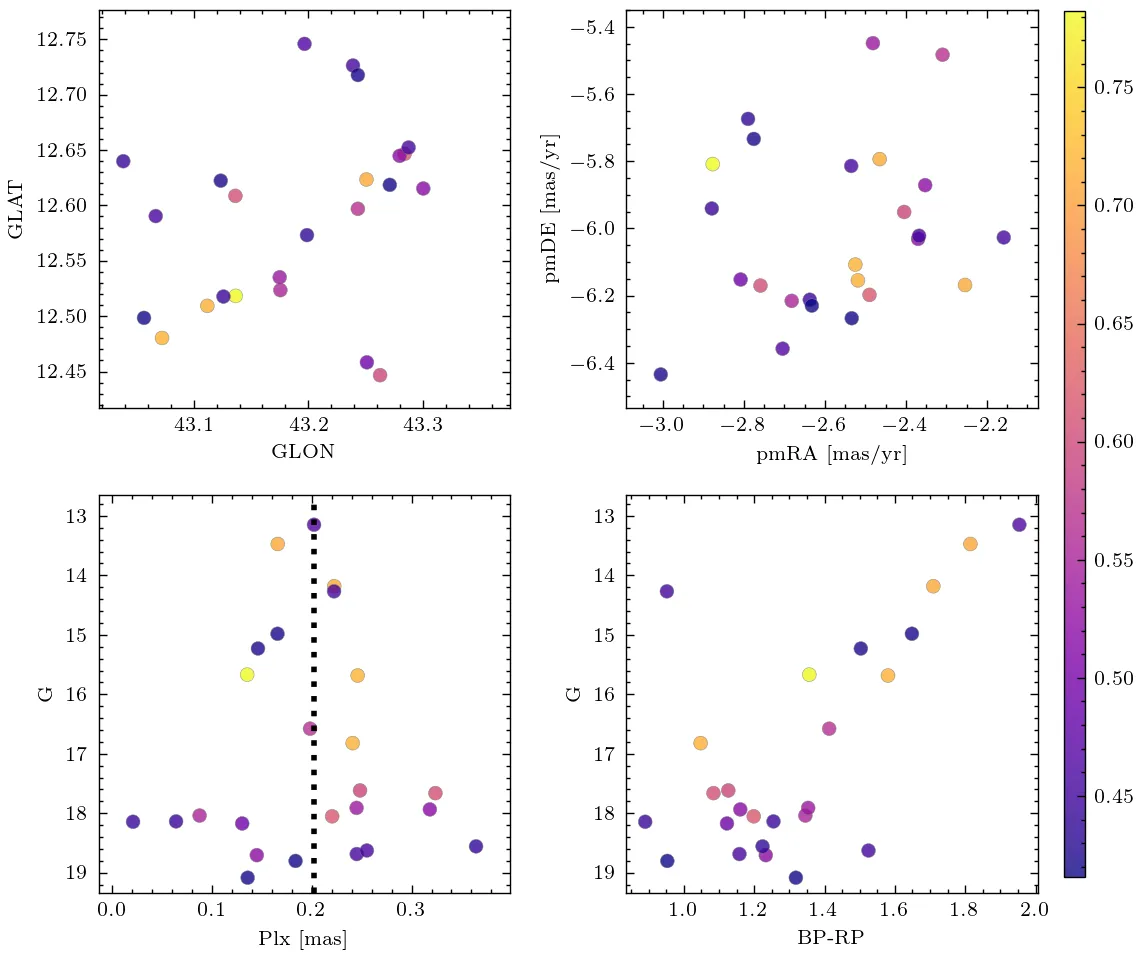 12.75
12.70
12.65
12.60
12.55
12.50
12.45
GLAT
43.1 43.2 43.3
GLON
−5.4
−5.6
−5.8
−6.0
−6.2
−6.4
pmDE [mas/yr]
−3.0 −2.8 −2.6 −2.4 −2.2
pmRA [mas/yr]
0.75
0.70
0.65
0.60
0.55
0.50
0.45
13
14
15
16
17
18
19
G
0.0 0.1 0.2 0.3
Plx [mas]
13
14
15
16
17
18
19
G
1.0 1.2 1.4 1.6 1.8 2.0
BP-RP